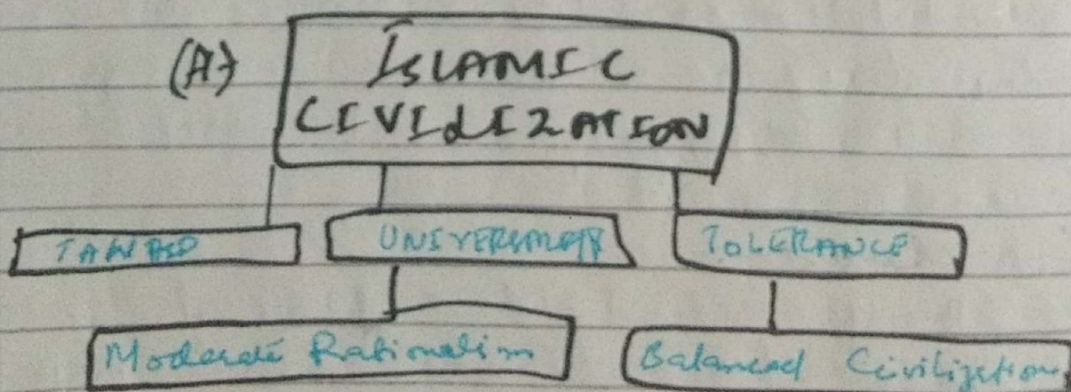 (A) ISLAMIC
CIVILIZATION
TAWHID UNIVERSALITY TOLERANCE
Moderate Rationalism Balanced Civilization